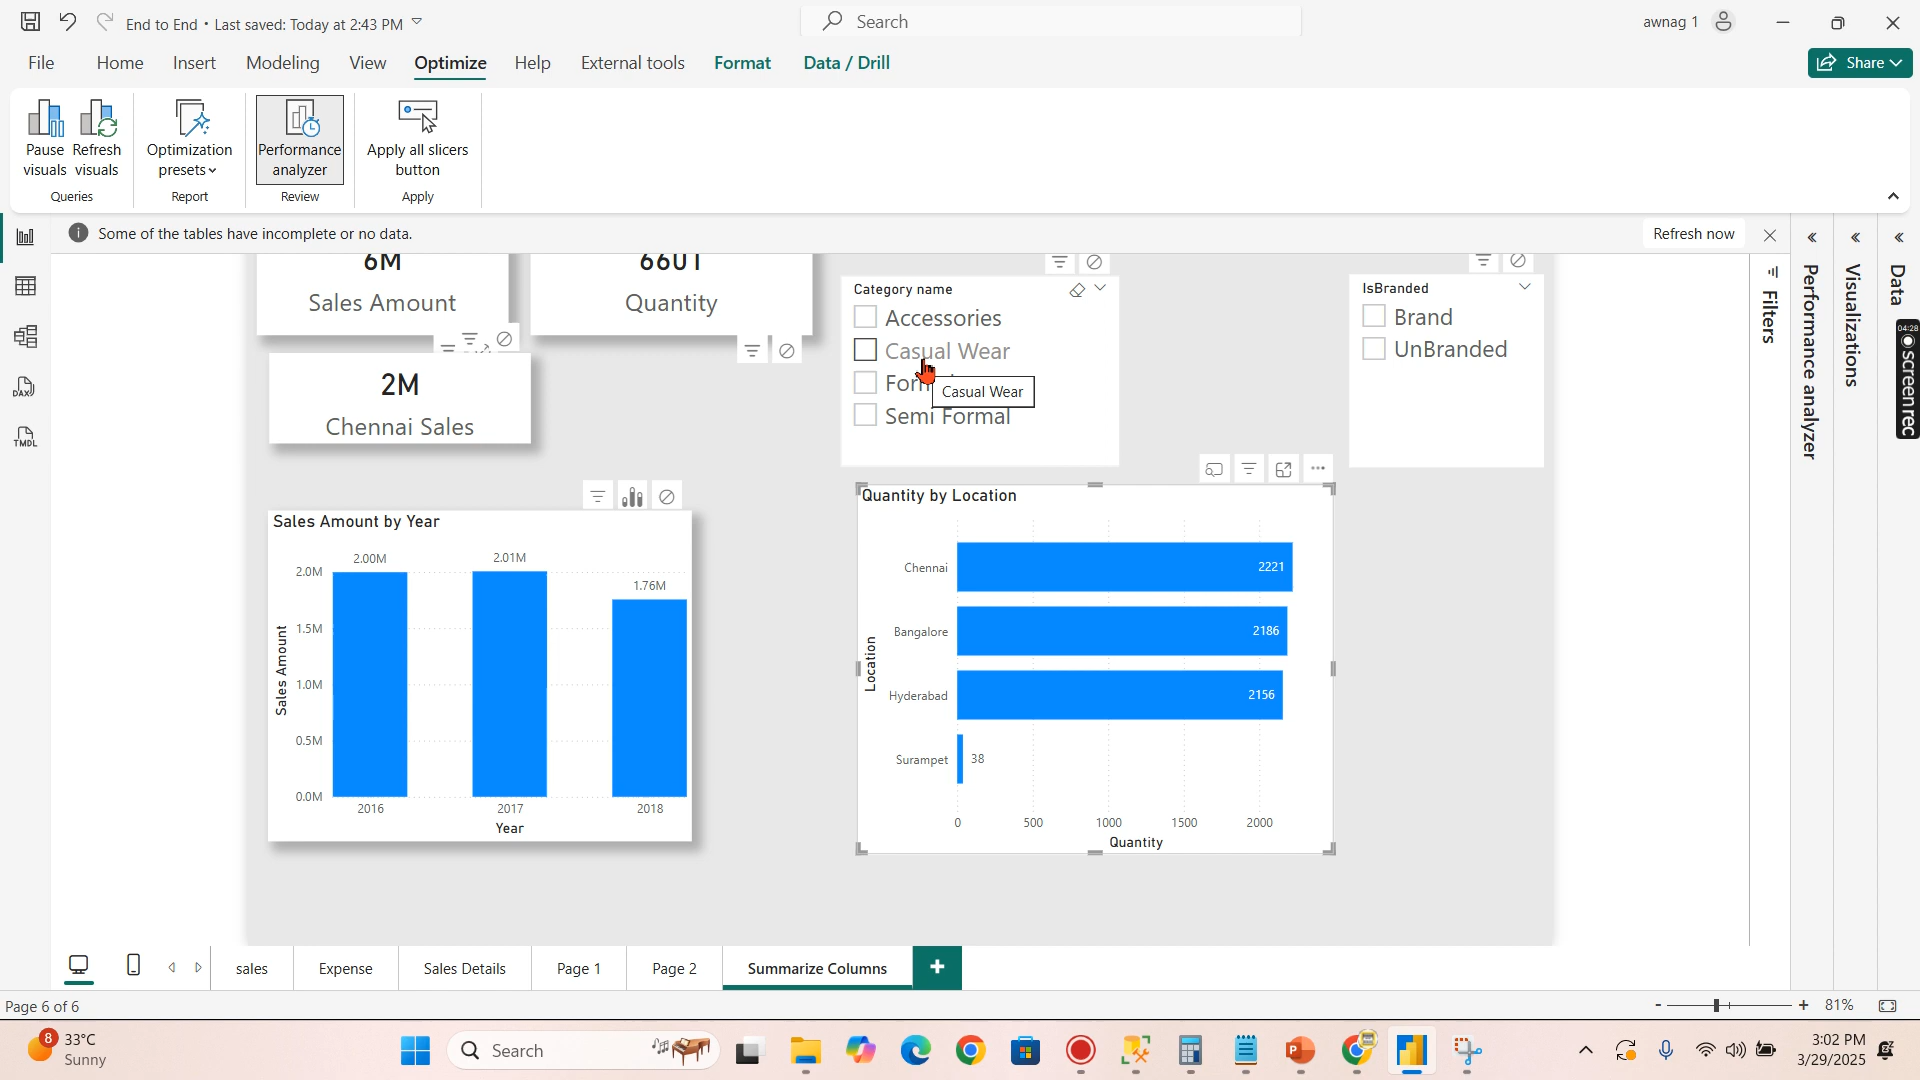 End to End • Last saved: Today at 2:43 PM
Search
awnag 1
File
Home
Insert
Modeling
View
Optimize
Help
External tools
Format
Data / Drill
Share
Pause visuals
Refresh visuals
Queries
Optimization presets
Report
Performance analyzer
Review
Apply all slicers button
Apply
Some of the tables have incomplete or no data.
Refresh now
6M
Sales Amount
6601
Quantity
2M
Chennai Sales
Category name
Accessories
Casual Wear
Casual Wear
Semi Formal
IsBranded
Brand
UnBranded
Sales Amount by Year
2.00M
2.01M
1.76M
2.0M
1.5M
1.0M
0.5M
0.0M
Sales Amount
2016
2017
2018
Year
Quantity by Location
Chennai
2221
Bangalore
2186
Hyderabad
2156
Surampet
38
Location
0
500
1000
1500
2000
Quantity
Filters
Performance analyzer
Visualizations
Data
04:28
screenrec
DAX
TMDL
sales
Expense
Sales Details
Page 1
Page 2
Summarize Columns
+
Page 6 of 6
-
+
81%
8
33°C
Sunny
Search
3:02 PM
3/29/2025